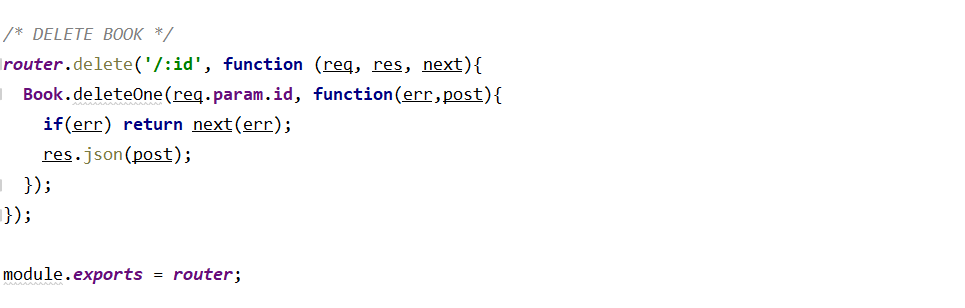 /* DELETE BOOK */
router.delete('/:id', function (req, res, next){
  Book.deleteOne(req.param.id, function(err,post){
    if(err) return next(err);
    res.json(post);
  });
});

module.exports = router;